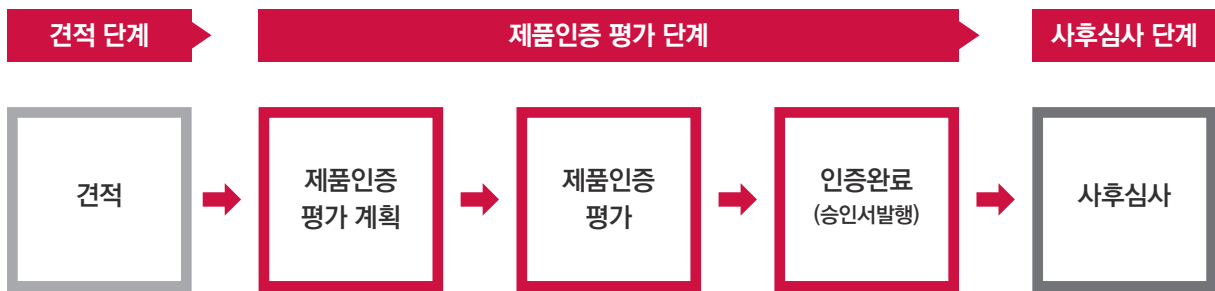 견적 단계
제품인증 평가 단계
사후심사 단계
견적
제품인증
평가 계획
제품인증
평가
인증완료
(승인서발행)
사후심사